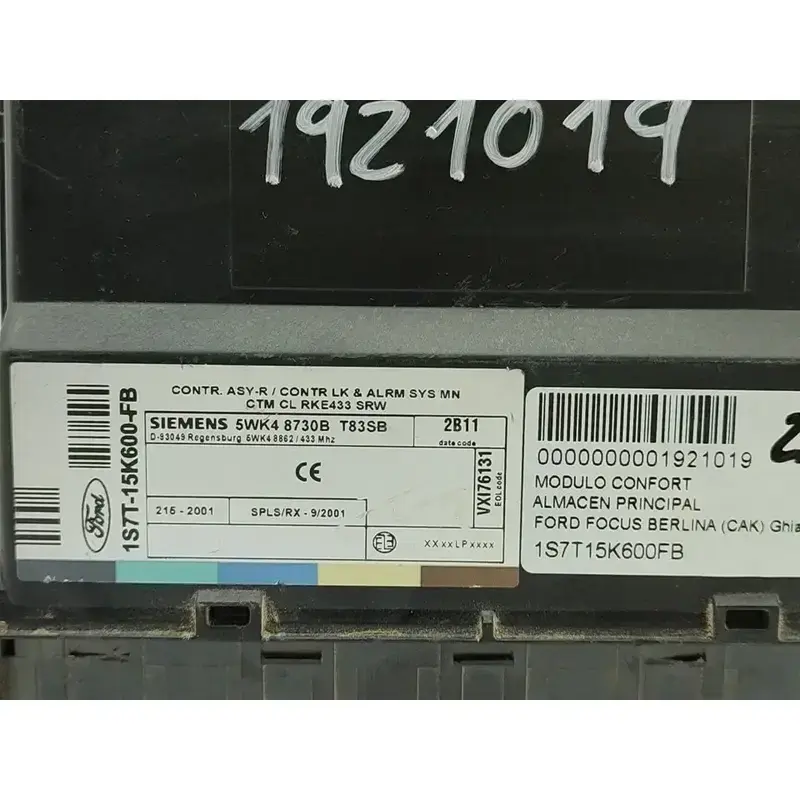 1921019
CONTR. ASY-R / CONTR LK & ALRM SYS MN
CTM CL RKE433 SRW
SIEMENS 5WK4 8730B T83SB
D-93049 Regensburg 5WK4 8862 / 433 Mhz
2B11
date code
CE
VXI76131
EOL code
215 - 2001
SPLS/RX - 9/2001
XXxxLPxxxx
Ford
1S7T-15K600-FB
0000000001921019
MODULO CONFORT
ALMACEN PRINCIPAL
FORD FOCUS BERLINA (CAK) Ghia
1S7T15K600FB